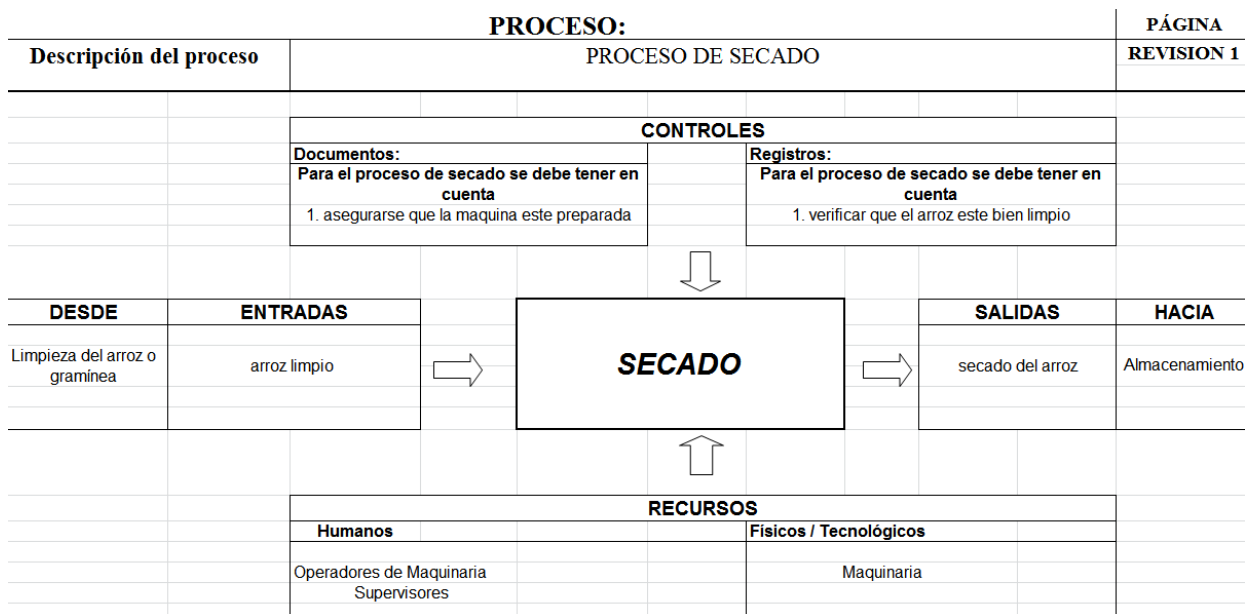 PROCESO:
PÁGINA
Descripción del proceso
PROCESO DE SECADO
REVISION 1
CONTROLES
Documentos:
Registros:
Para el proceso de secado se debe tener en
cuenta
1. asegurarse que la maquina este preparada
Para el proceso de secado se debe tener en
cuenta
1. verificar que el arroz este bien limpio
DESDE
ENTRADAS
SALIDAS
HACIA
Limpieza del arroz o
gramínea
arroz limpio
SECADO
secado del arroz
Almacenamiento
RECURSOS
Humanos
Físicos / Tecnológicos
Operadores de Maquinaria
Supervisores
Maquinaria